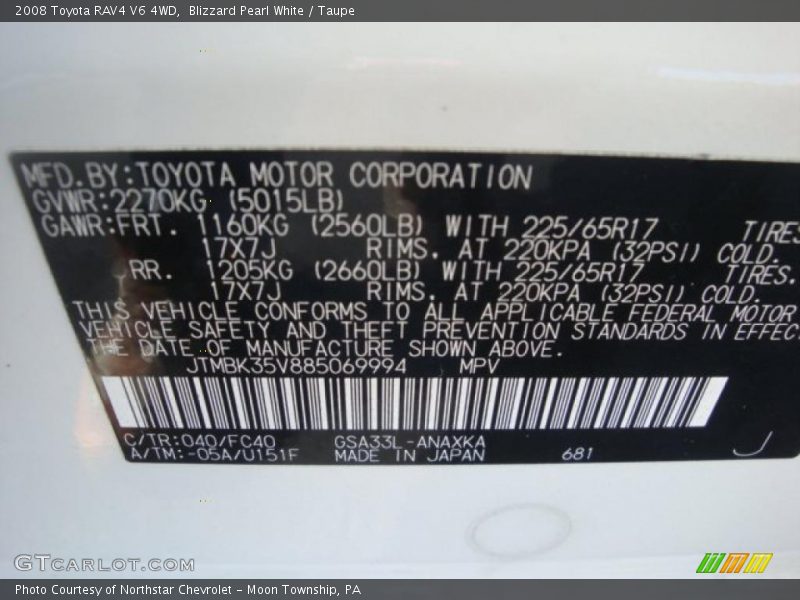 2008 Toyota RAV4 V6 4WD, Blizzard Pearl White / Taupe
MFD.BY:TOYOTA MOTOR CORPORATION
GVWR:2270KG (5015LB)
GAWR:FRT. 1160KG (2560LB) WITH 225/65R17 TIRES
17X7J RIMS. AT 220KPA (32PSI) COLD.
RR. 1205KG (2660LB) WITH 225/65R17 TIRES.
17X7J RIMS. AT 220KPA (32PSI) COLD.
THIS VEHICLE CONFORMS TO ALL APPLICABLE FEDERAL MOTOR
VEHICLE SAFETY AND THEFT PREVENTION STANDARDS IN EFFEC
THE DATE OF MANUFACTURE SHOWN ABOVE.
JTMBK35V885069994 MPV
C/TR:040/FC40 GSA33L-ANAXKA
A/TM:-05A/U151F MADE IN JAPAN 681 J
GTCARLOT.COM
Photo Courtesy of Northstar Chevrolet - Moon Township, PA